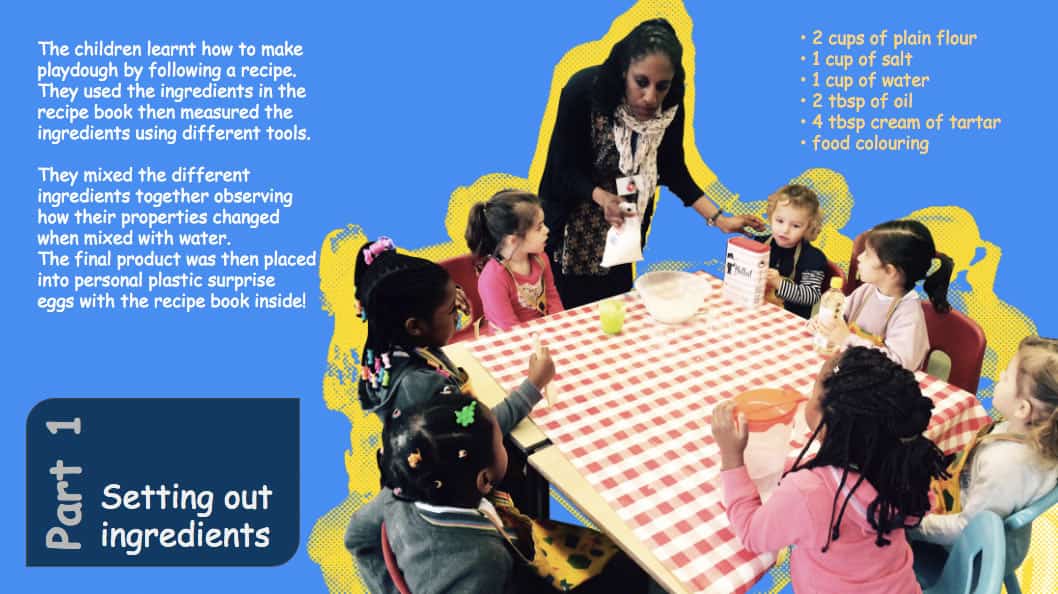 The children learnt how to make
playdough by following a recipe.
They used the ingredients in the
recipe book then measured the
ingredients using different tools.
They mixed the different
ingredients together observing
how their properties changed
when mixed with water.
The final product was then placed
into personal plastic surprise
eggs with the recipe book inside!
• 2 cups of plain flour
• 1 cup of salt
• 1 cup of water
• 2 tbsp of oil
• 4 tbsp cream of tartar
• food colouring
Part 1
Setting out
ingredients